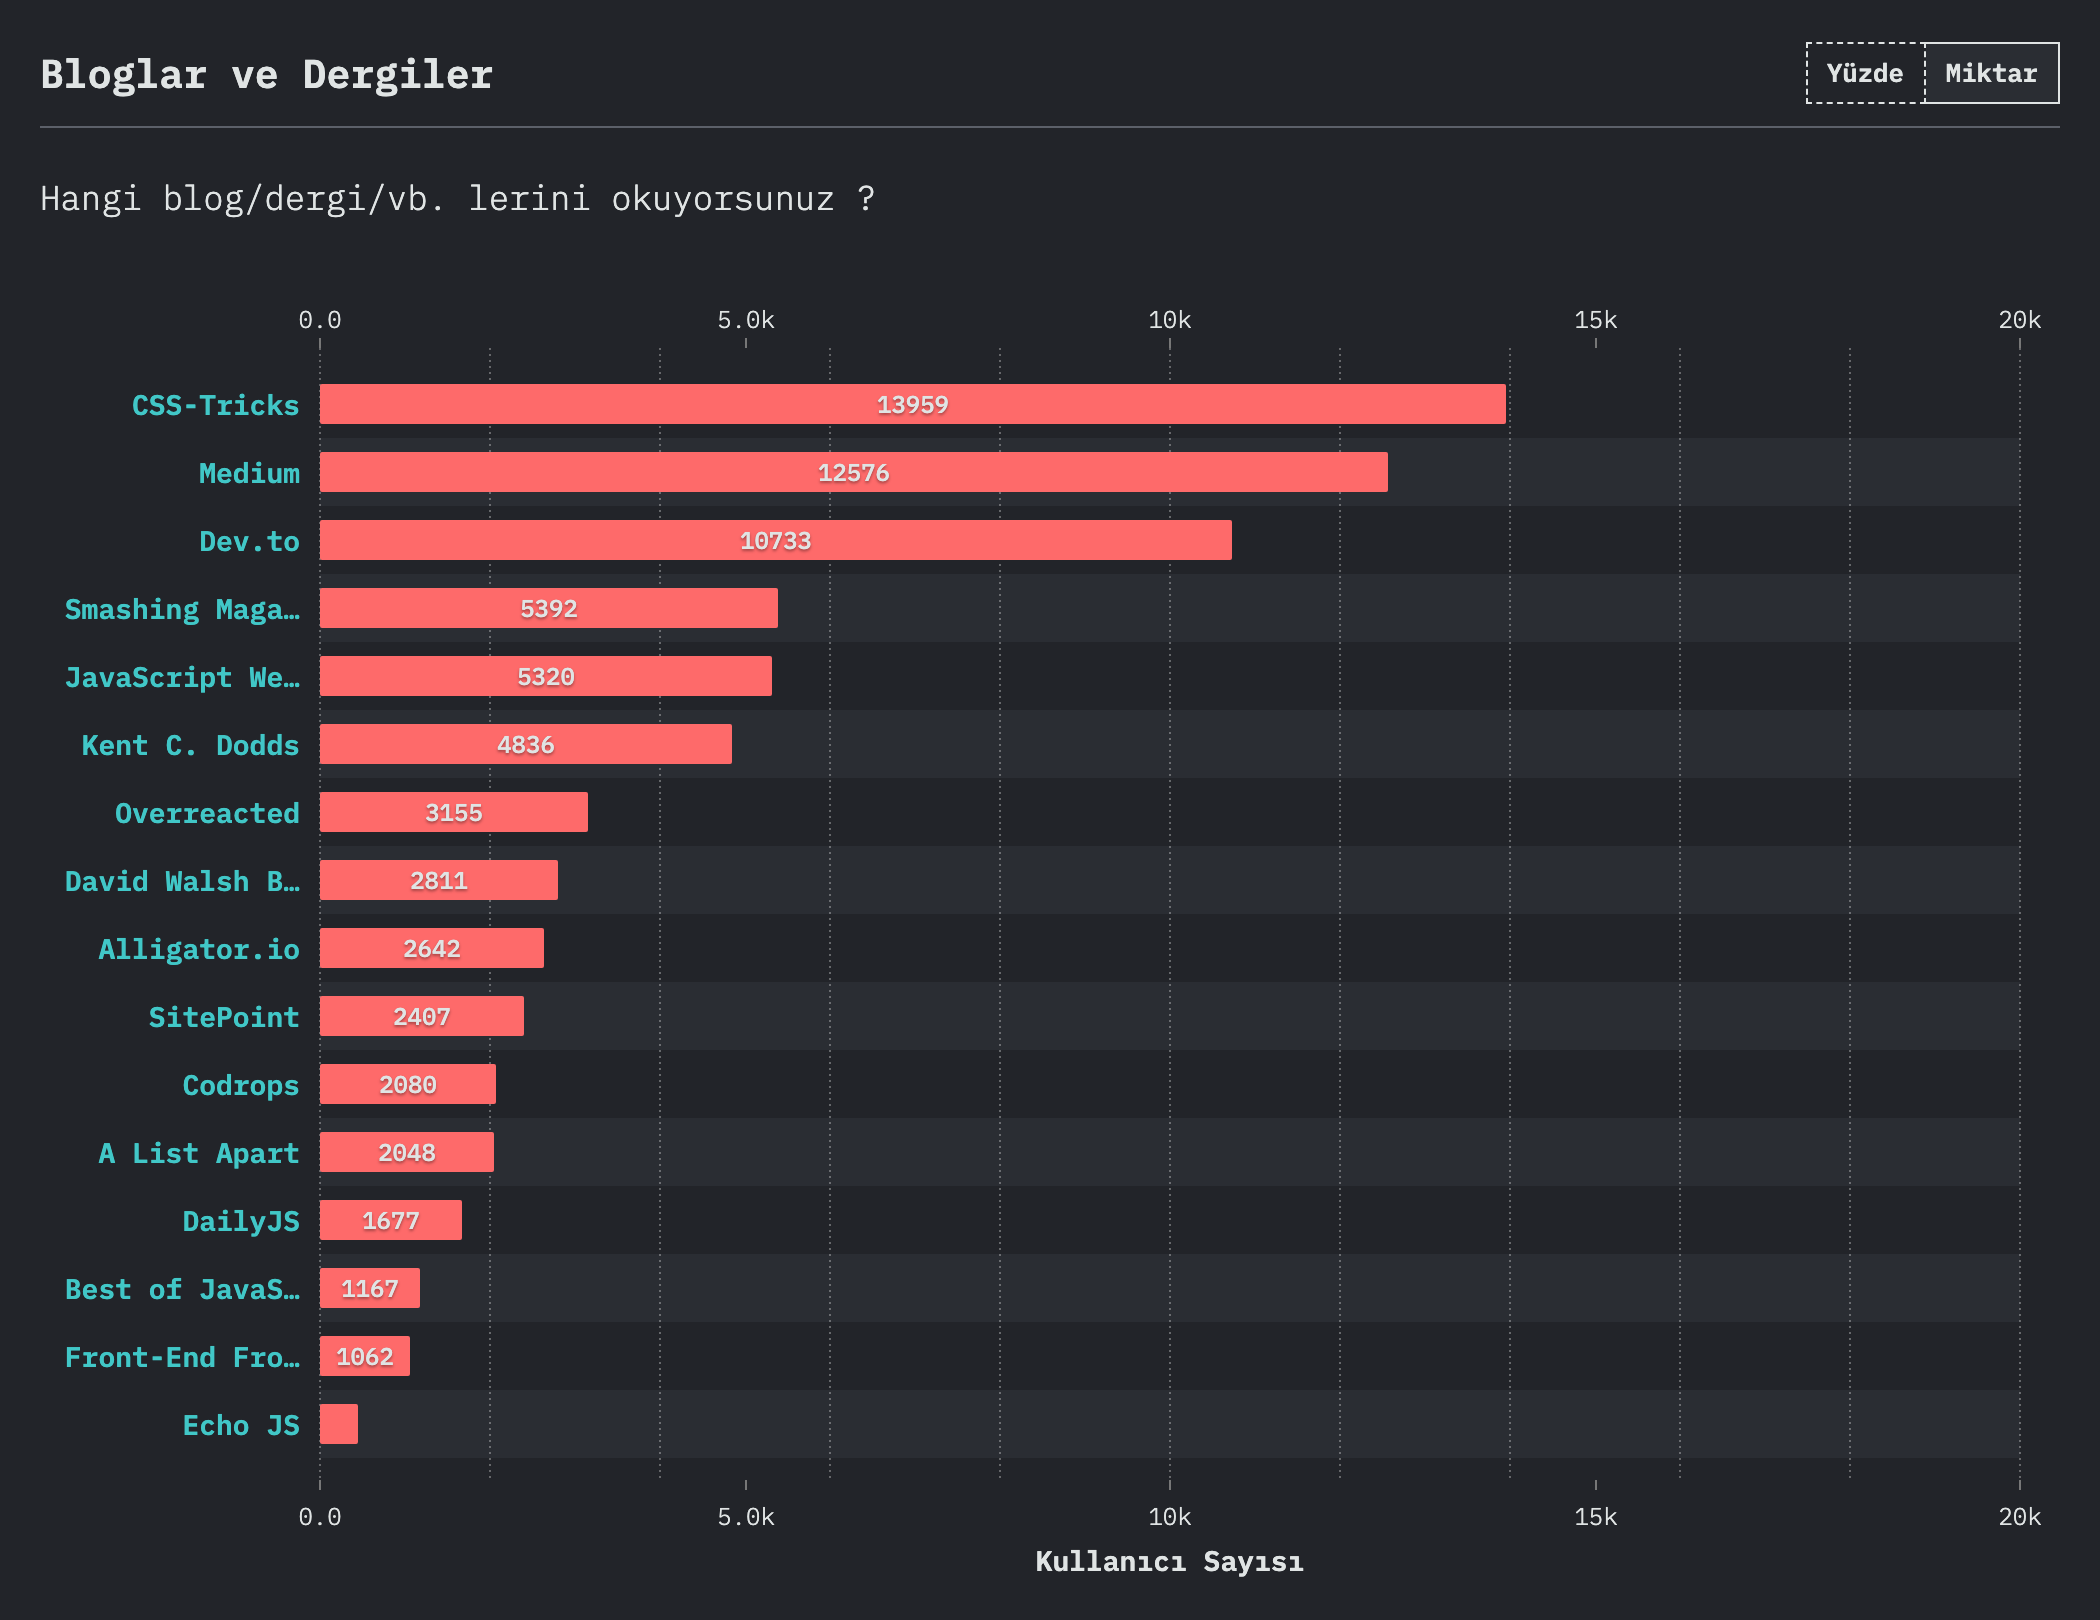 Bloglar ve Dergiler
Yüzde Miktar
Hangi blog/dergi/vb. lerini okuyorsunuz ?
0.0 5.0k 10k 15k 20k
CSS-Tricks 13959
Medium 12576
Dev.to 10733
Smashing Maga… 5392
JavaScript We… 5320
Kent C. Dodds 4836
Overreacted 3155
David Walsh B… 2811
Alligator.io 2642
SitePoint 2407
Codrops 2080
A List Apart 2048
DailyJS 1677
Best of JavaS… 1167
Front-End Fro… 1062
Echo JS
0.0 5.0k 10k 15k 20k
Kullanıcı Sayısı